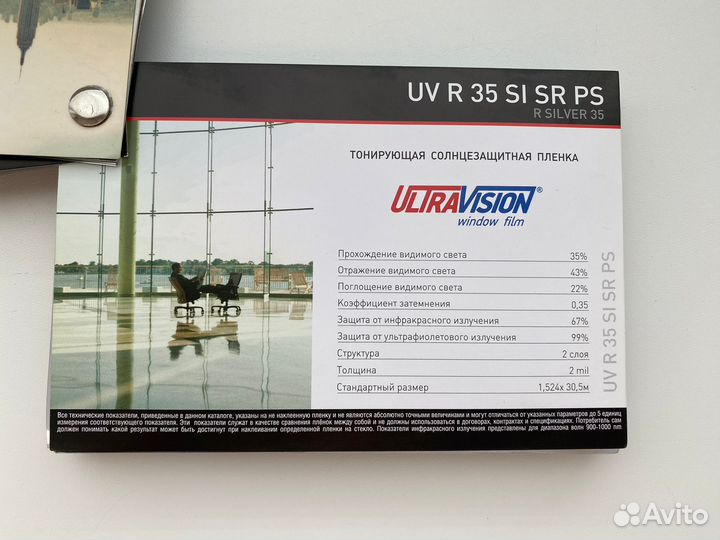 UV R 35 SI SR PS
R SILVER 35
ТОНИРУЮЩАЯ СОЛНЦЕЗАЩИТНАЯ ПЛЕНКА
ULTRAVISION®
window film
Прохождение видимого света 35%
Отражение видимого света 43%
Поглощение видимого света 22%
Коэффициент затемнения 0,35
Защита от инфракрасного излучения 67%
Защита от ультрафиолетового излучения 99%
Структура 2 слоя
Толщина 2 mil
Стандартный размер 1,524х 30,5м
UV R 35 SI SR PS
Все технические показатели, приведенные в данном каталоге, указаны на не наклеенную пленку и не являются абсолютно точными величинами и могут отличаться от указанных параметров до 5 единиц
измерения соответствующего показателя. Эти показатели служат в качестве сравнения плёнок между собой и не должны использоваться в договорах, контрактах и спецификациях. Потребитель сам
должен понимать какой результат может быть достигнут при наклеивании определенной пленки на стекло. Показатели инфракрасного излучения представлены для диапазона волн 900-1000 nm
Avito